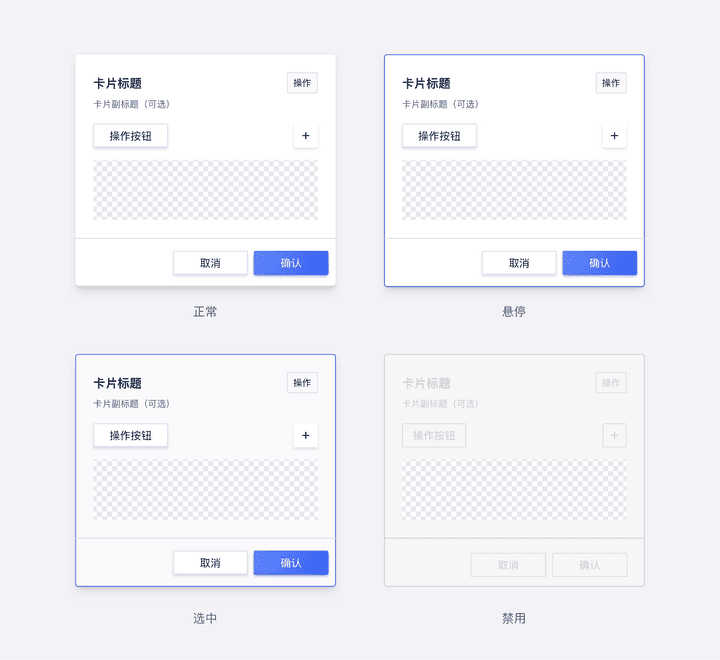 卡片标题 操作
卡片副标题（可选）
操作按钮 +
取消 确认
正常
卡片标题 操作
卡片副标题（可选）
操作按钮 +
取消 确认
悬停
卡片标题 操作
卡片副标题（可选）
操作按钮 +
取消 确认
选中
卡片标题 操作
卡片副标题（可选）
操作按钮 +
取消 确认
禁用